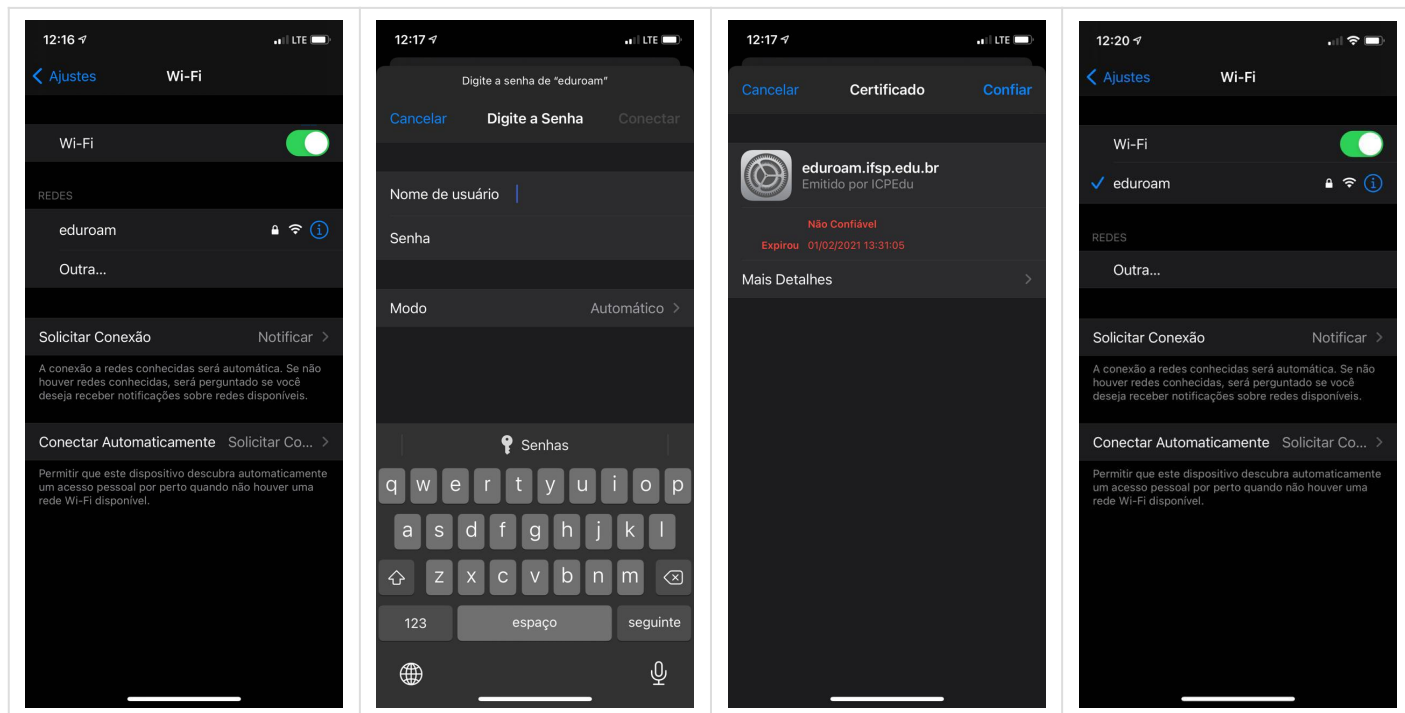 12:16
LTE
Ajustes
Wi-Fi
Wi-Fi
REDES
eduroam
Outra...
Solicitar Conexão Notificar
A conexão a redes conhecidas será automática. Se não
houver redes conhecidas, será perguntado se você
deseja receber notificações sobre redes disponíveis.
Conectar Automaticamente Solicitar Co...
Permitir que este dispositivo descubra automaticamente
um acesso pessoal por perto quando não houver uma
rede Wi-Fi disponível.
12:17
LTE
Digite a senha de “eduroam”
Cancelar Digite a Senha Conectar
Nome de usuário
Senha
Modo Automático
Senhas
q w e r t y u i o p
a s d f g h j k l
z x c v b n m
123 espaço seguinte
12:17
LTE
Cancelar Certificado Confiar
eduroam.ifsp.edu.br
Emitido por ICPEdu
Não Confiável
Expirou 01/02/2021 13:31:05
Mais Detalhes
12:20
Ajustes
Wi-Fi
Wi-Fi
eduroam
REDES
Outra...
Solicitar Conexão Notificar
A conexão a redes conhecidas será automática. Se não
houver redes conhecidas, será perguntado se você
deseja receber notificações sobre redes disponíveis.
Conectar Automaticamente Solicitar Co...
Permitir que este dispositivo descubra automaticamente
um acesso pessoal por perto quando não houver uma
rede Wi-Fi disponível.